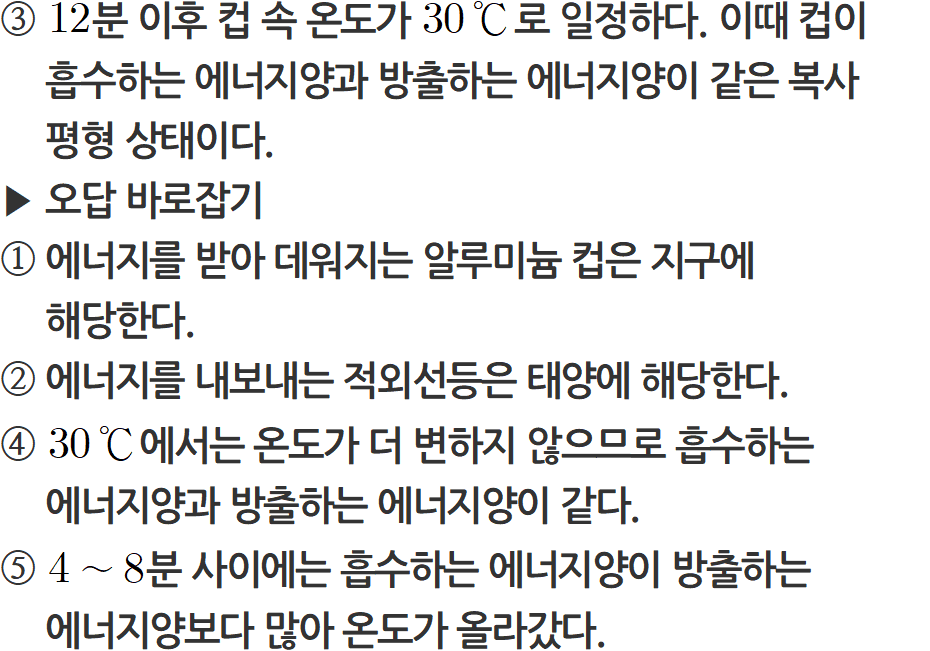 ③ 12분 이후 컵 속 온도가 30 ℃로 일정하다. 이때 컵이
흡수하는 에너지양과 방출하는 에너지양이 같은 복사
평형 상태이다.
▶ 오답 바로잡기
① 에너지를 받아 데워지는 알루미늄 컵은 지구에
해당한다.
② 에너지를 내보내는 적외선등은 태양에 해당한다.
④ 30 ℃에서는 온도가 더 변하지 않으므로 흡수하는
에너지양과 방출하는 에너지양이 같다.
⑤ 4 ~ 8분 사이에는 흡수하는 에너지양이 방출하는
에너지양보다 많아 온도가 올라갔다.